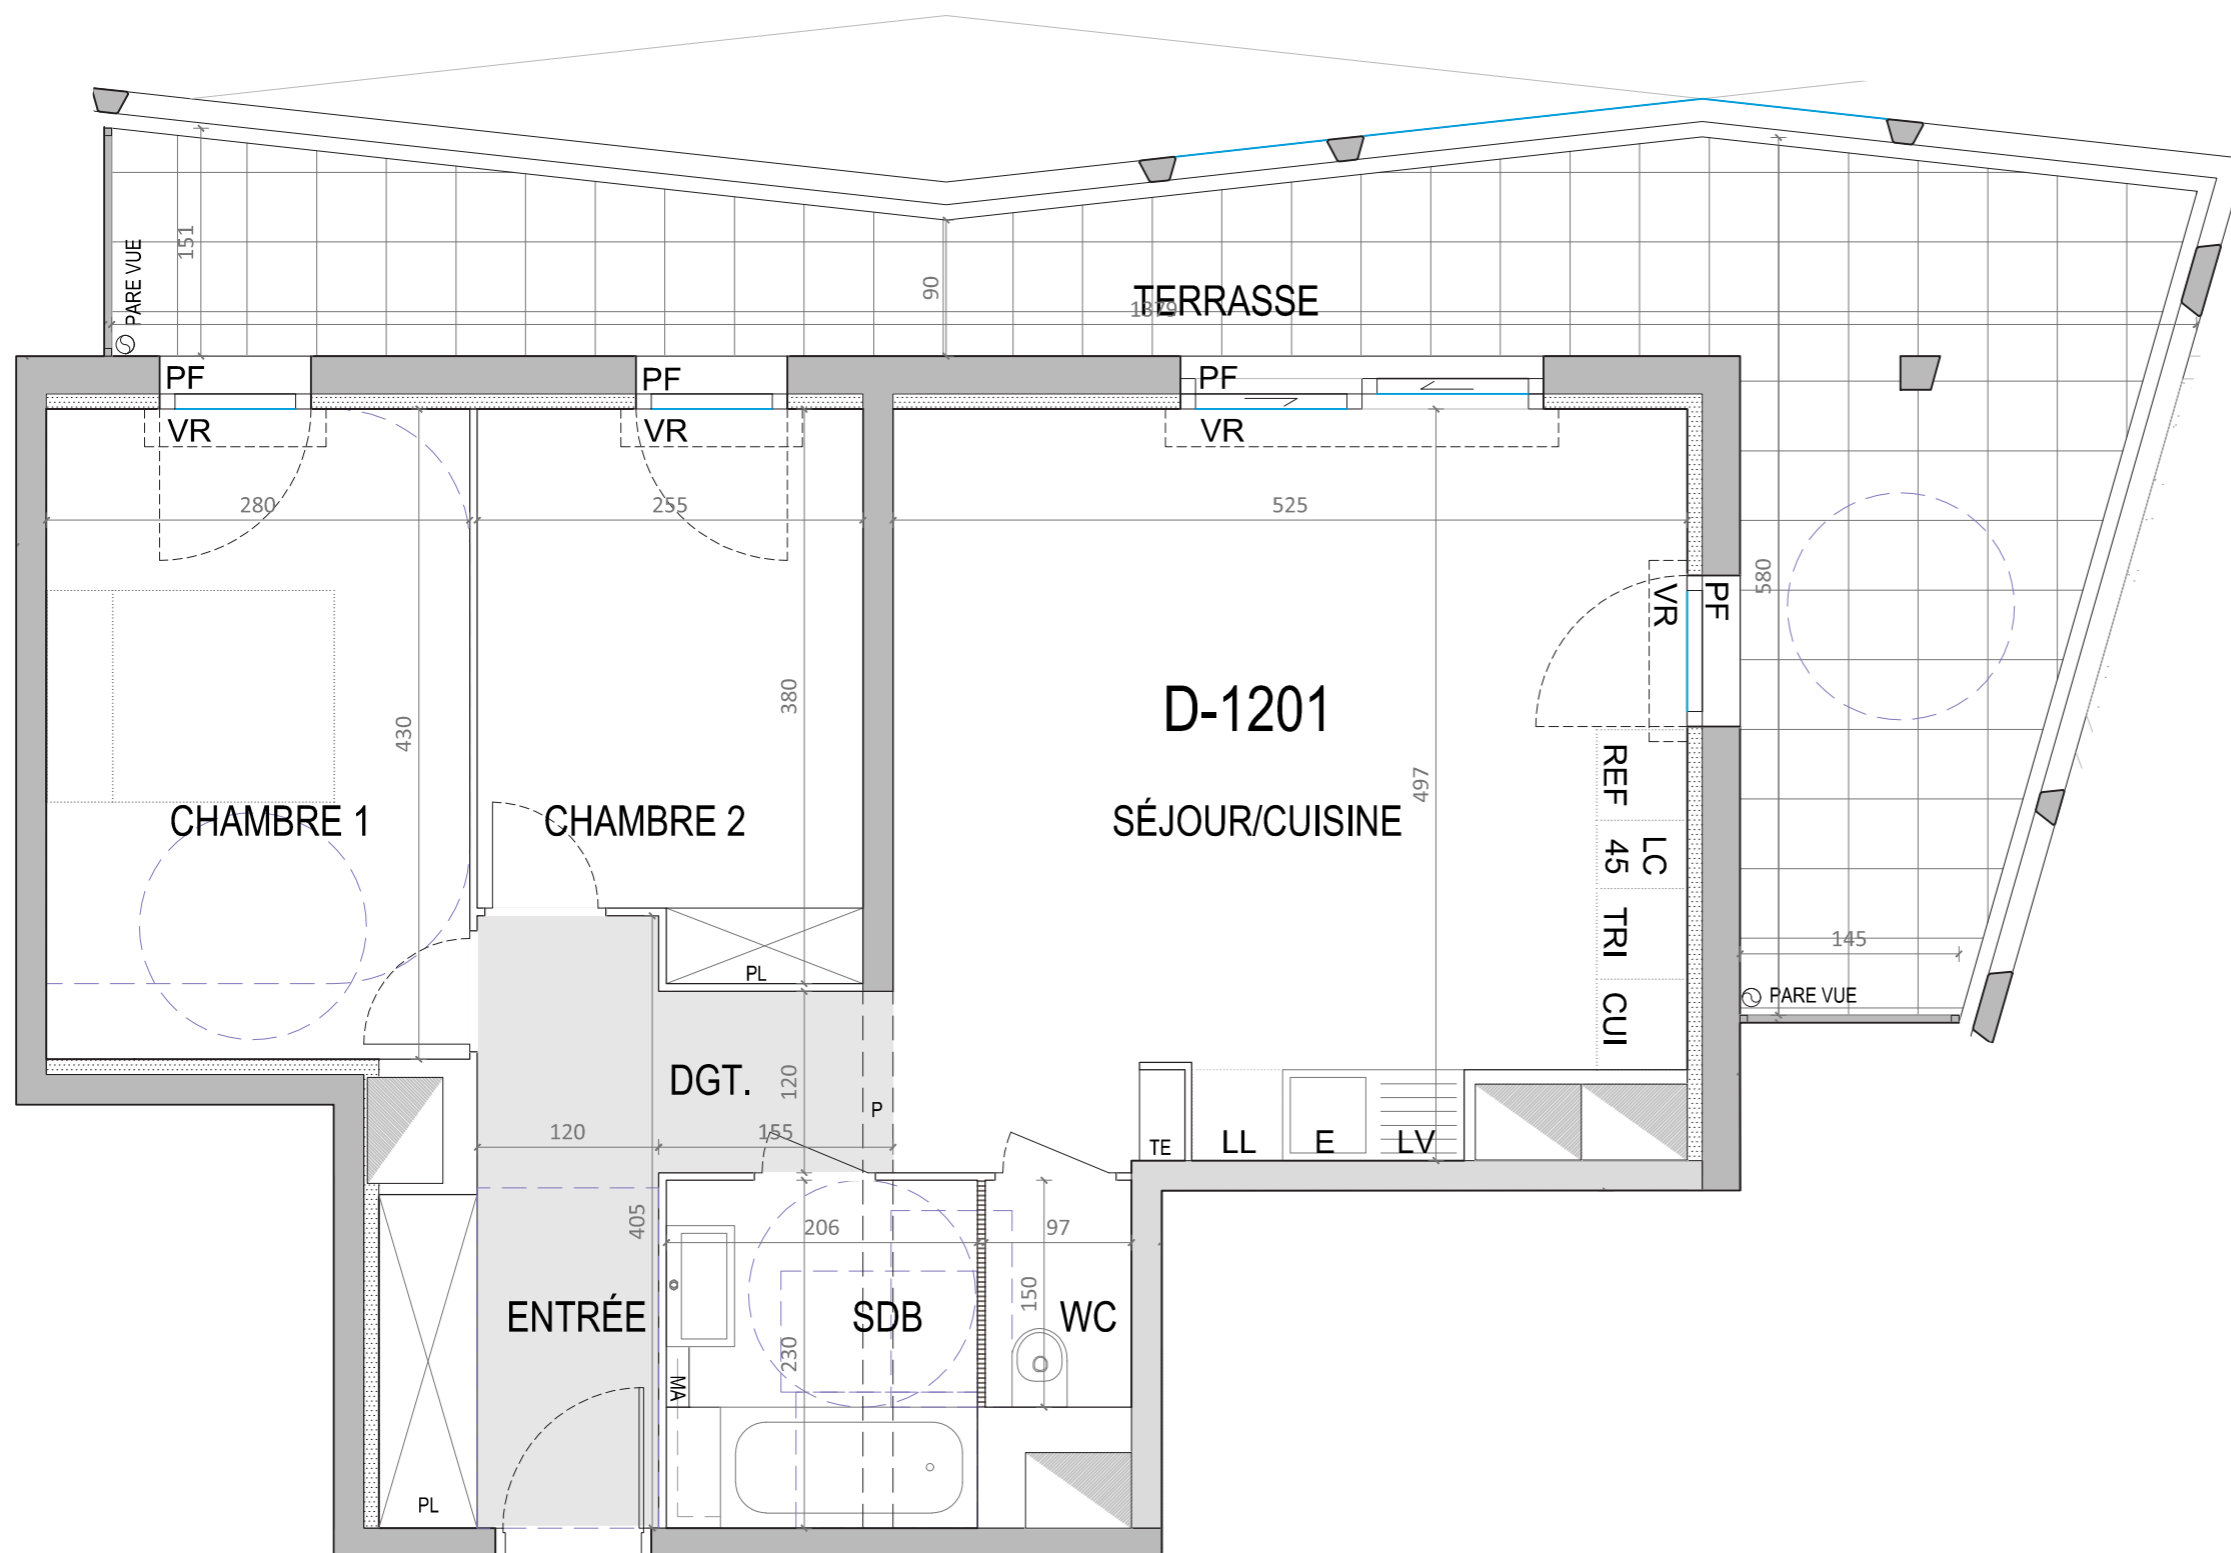 PARE VUE
151
90
TERRASSE
1379
PF
VR
PF
VR
PF
VR
280
255
525
580
VR
PF
430
380
D-1201
497
REF
CHAMBRE 1
CHAMBRE 2
SÉJOUR/CUISINE
LC
45
TRI
145
PL
CUI
PARE VUE
DGT.
120
P
120
155
TE
LL
E
LV
405
206
97
150
ENTRÉE
SDB
WC
230
MA
PL